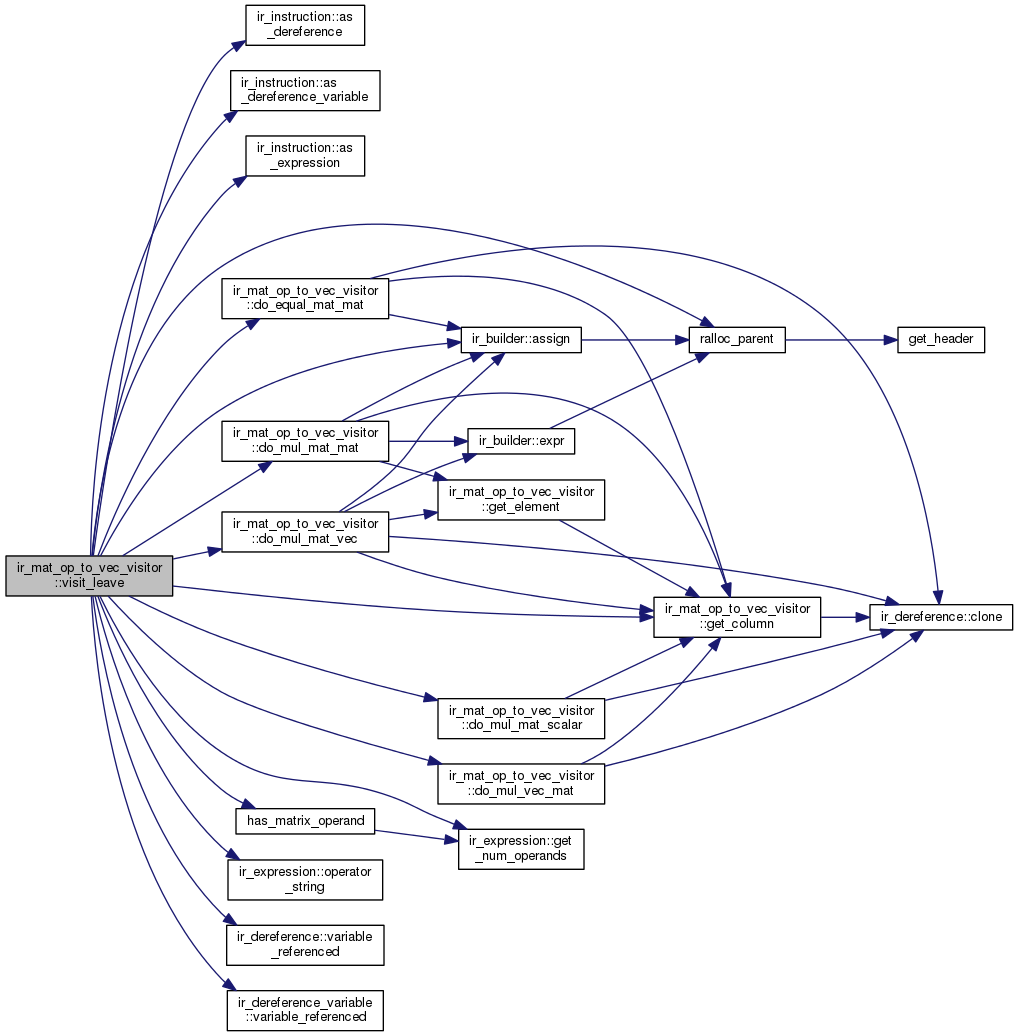 ir_instruction::as
_dereference
ir_instruction::as
_dereference_variable
ir_instruction::as
_expression
ir_mat_op_to_vec_visitor
::do_equal_mat_mat
ir_builder::assign
ralloc_parent
get_header
ir_mat_op_to_vec_visitor
::do_mul_mat_mat
ir_builder::expr
ir_mat_op_to_vec_visitor
::get_element
ir_mat_op_to_vec_visitor
::do_mul_mat_vec
ir_mat_op_to_vec_visitor
::visit_leave
ir_mat_op_to_vec_visitor
::get_column
ir_dereference::clone
ir_mat_op_to_vec_visitor
::do_mul_mat_scalar
ir_mat_op_to_vec_visitor
::do_mul_vec_mat
has_matrix_operand
ir_expression::get
_num_operands
ir_expression::operator
_string
ir_dereference::variable
_referenced
ir_dereference_variable
::variable_referenced